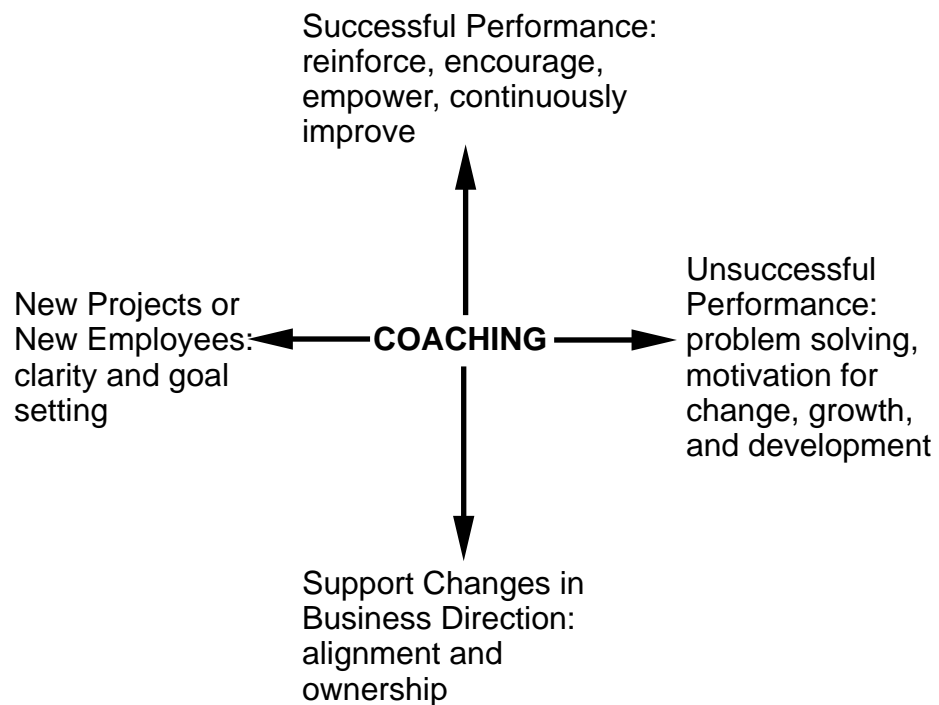 Successful Performance:
reinforce, encourage,
empower, continuously
improve
New Projects or
New Employees:
clarity and goal
setting
COACHING
Unsuccessful
Performance:
problem solving,
motivation for
change, growth,
and development
Support Changes in
Business Direction:
alignment and
ownership